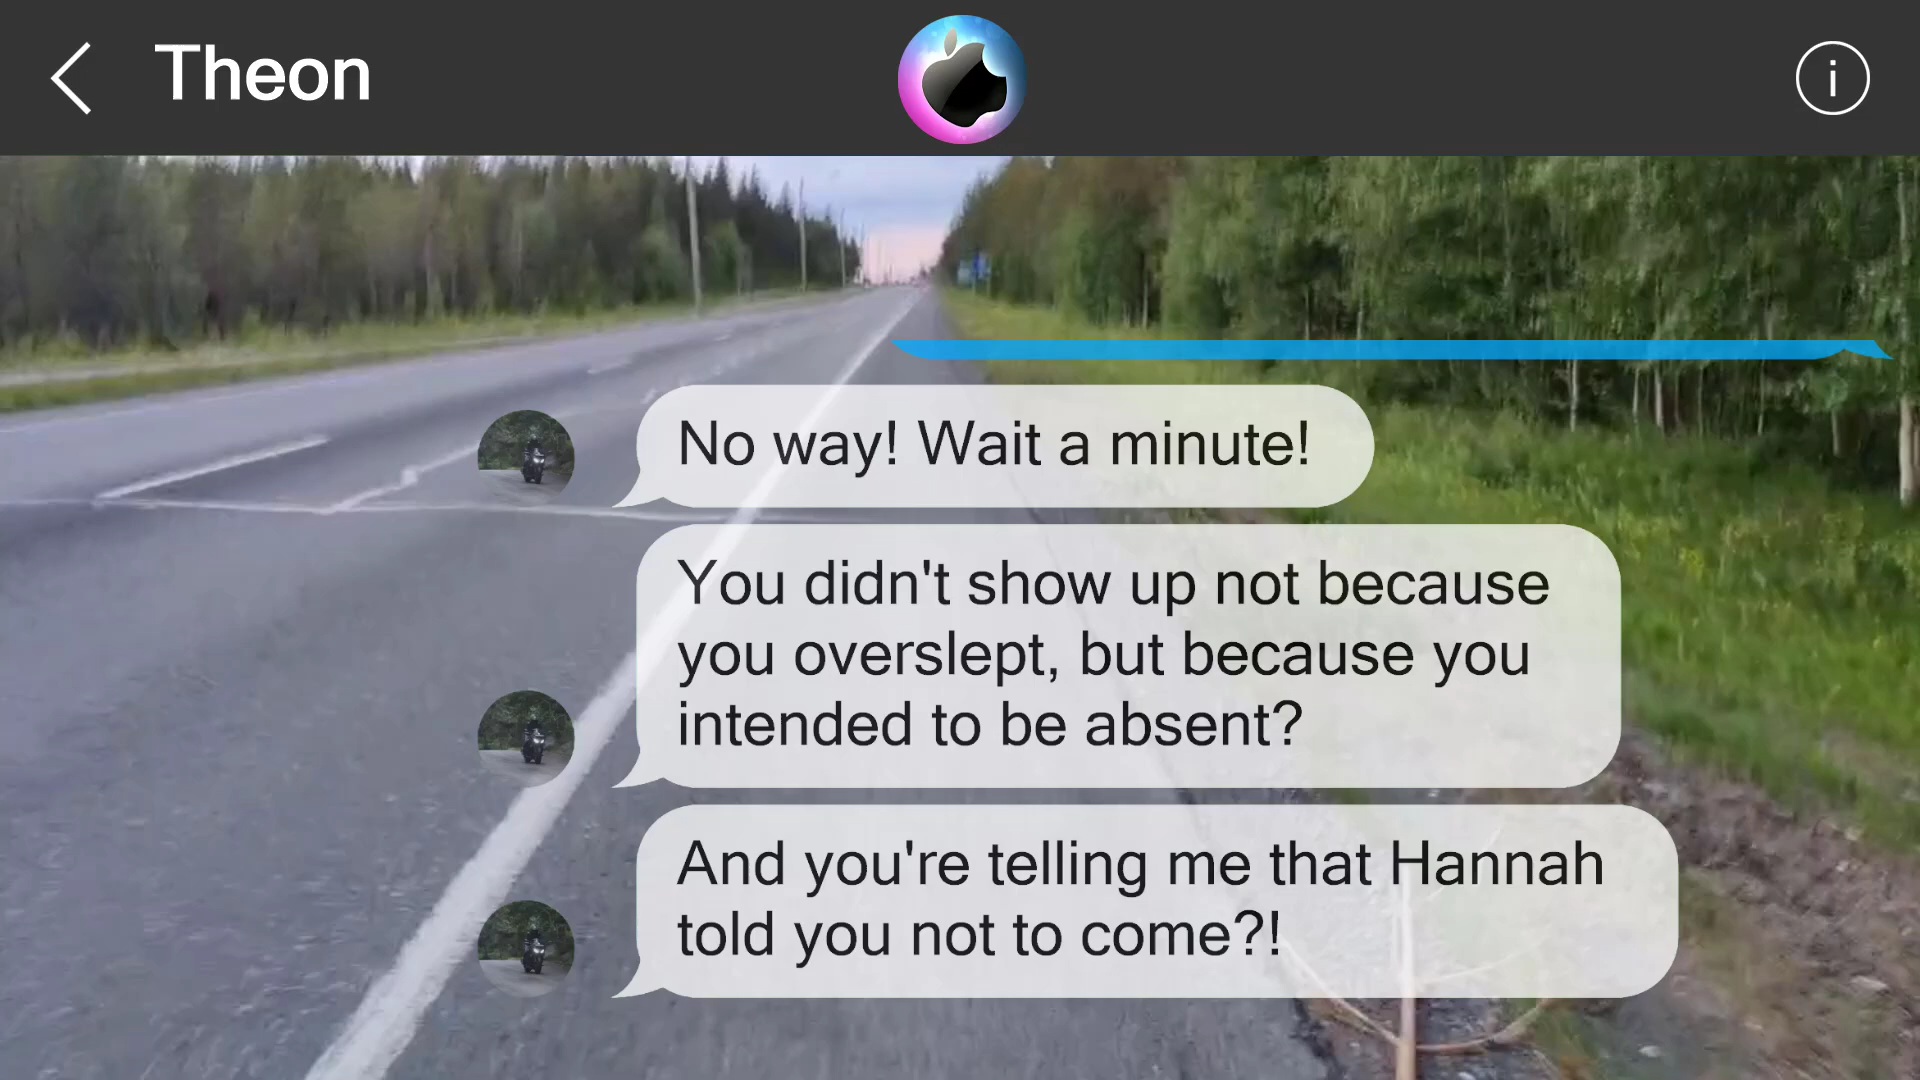 Theon
i
No way! Wait a minute!
You didn't show up not because
you overslept, but because you
intended to be absent?
And you're telling me that Hannah
told you not to come?!